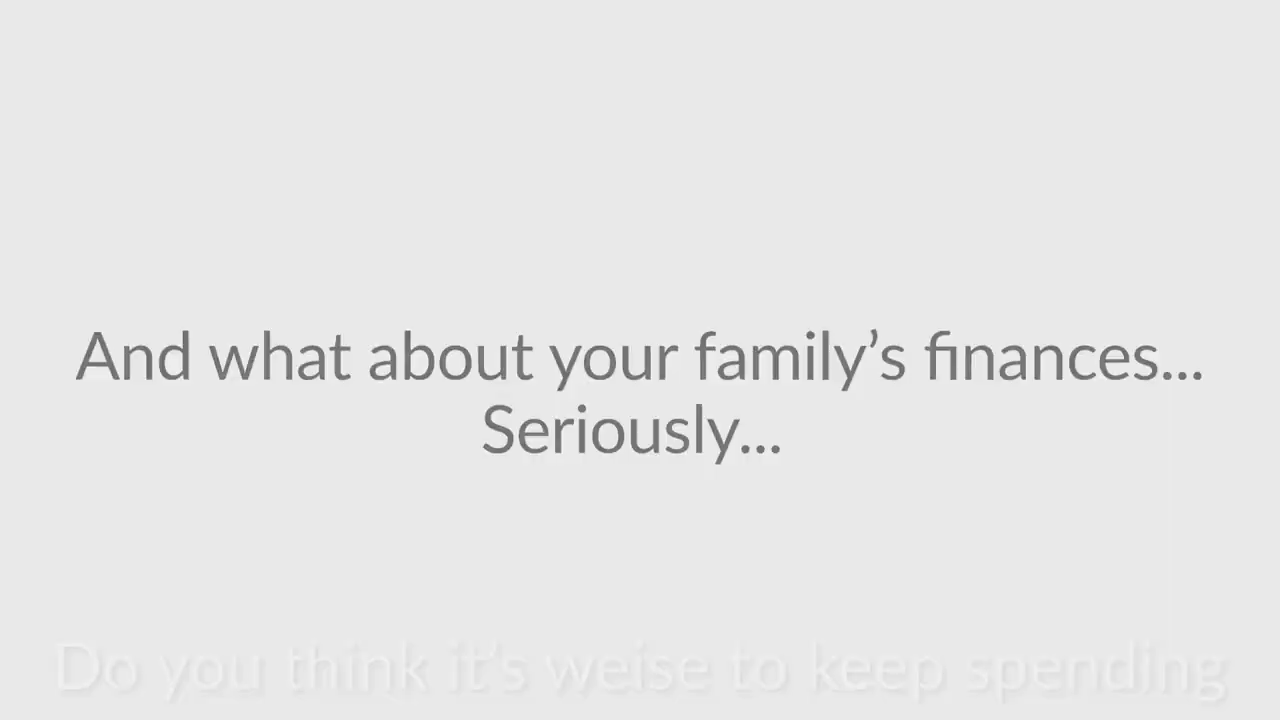 And what about your family’s finances...
Seriously...
Do you think it’s weise to keep spending